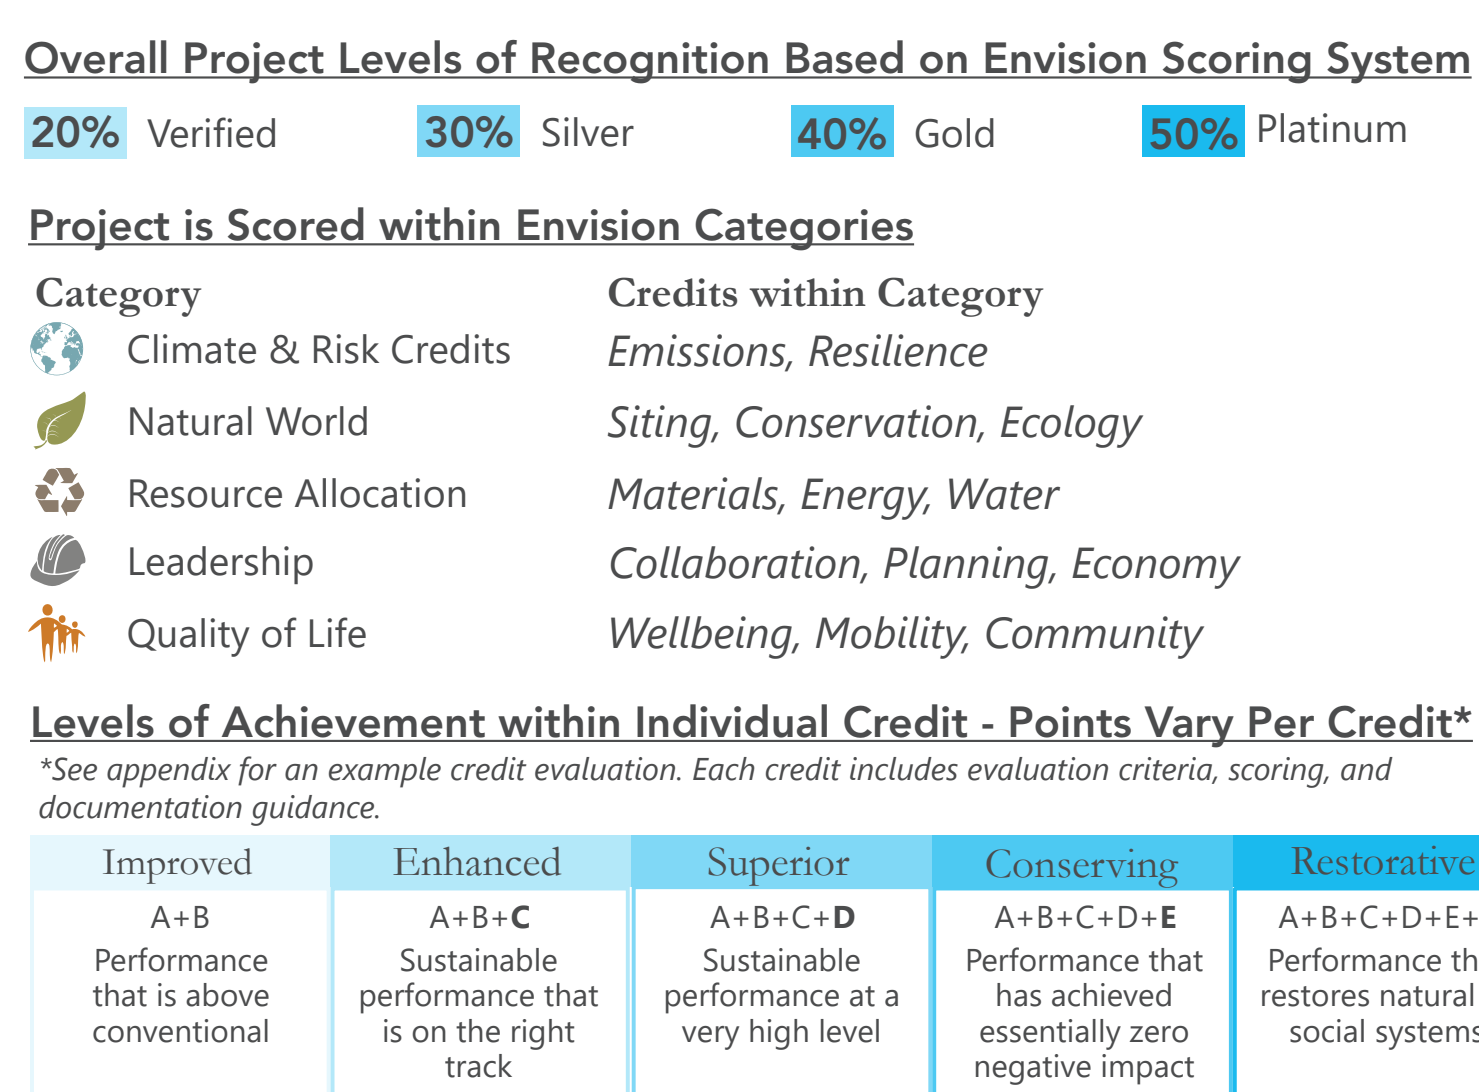 Overall Project Levels of Recognition Based on Envision Scoring System
20% Verified 30% Silver 40% Gold 50% Platinum
Project is Scored within Envision Categories
Category Credits within Category
Climate & Risk Credits Emissions, Resilience
Natural World Siting, Conservation, Ecology
Resource Allocation Materials, Energy, Water
Leadership Collaboration, Planning, Economy
Quality of Life Wellbeing, Mobility, Community
Levels of Achievement within Individual Credit - Points Vary Per Credit*
*See appendix for an example credit evaluation. Each credit includes evaluation criteria, scoring, and
documentation guidance.
Improved
A+B
Performance
that is above
conventional
Enhanced
A+B+C
Sustainable
performance that
is on the right
track
Superior
A+B+C+D
Sustainable
performance at a
very high level
Conserving
A+B+C+D+E
Performance that
has achieved
essentially zero
negative impact
Restorative
A+B+C+D+E+
Performance
restores natural
social systems